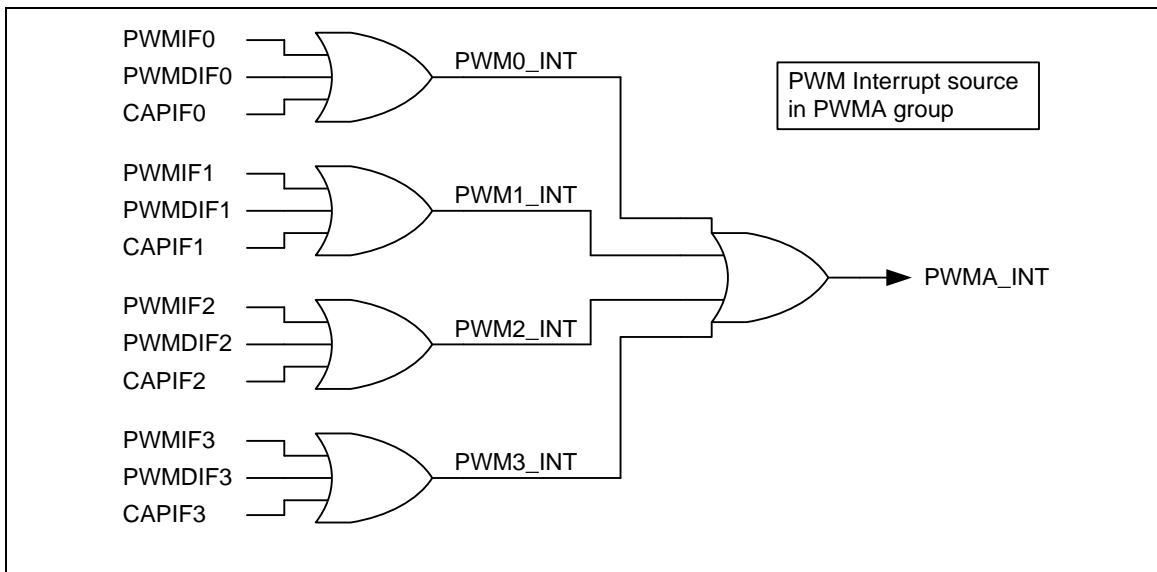 PWMIF0
PWMDIF0
CAPIF0
PWM0_INT
PWM Interrupt source
in PWMA group
PWMIF1
PWMDIF1
CAPIF1
PWM1_INT
PWMA_INT
PWMIF2
PWMDIF2
CAPIF2
PWM2_INT
PWMIF3
PWMDIF3
CAPIF3
PWM3_INT